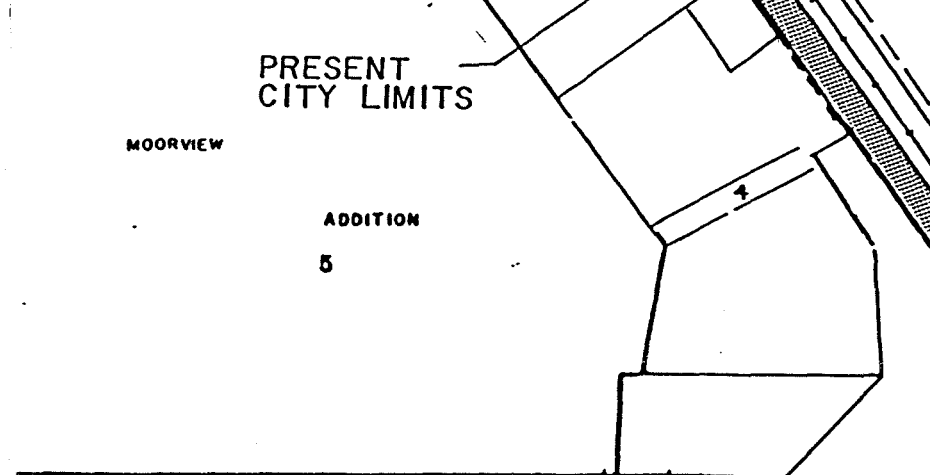 PRESENT
CITY LIMITS
MOORVIEW
ADDITION
5
4